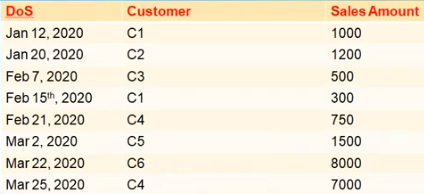 DoS Customer Sales Amount
Jan 12, 2020 C1 1000
Jan 20, 2020 C2 1200
Feb 7, 2020 C3 500
Feb 15th, 2020 C1 300
Feb 21, 2020 C4 750
Mar 2, 2020 C5 1500
Mar 22, 2020 C6 8000
Mar 25, 2020 C4 7000